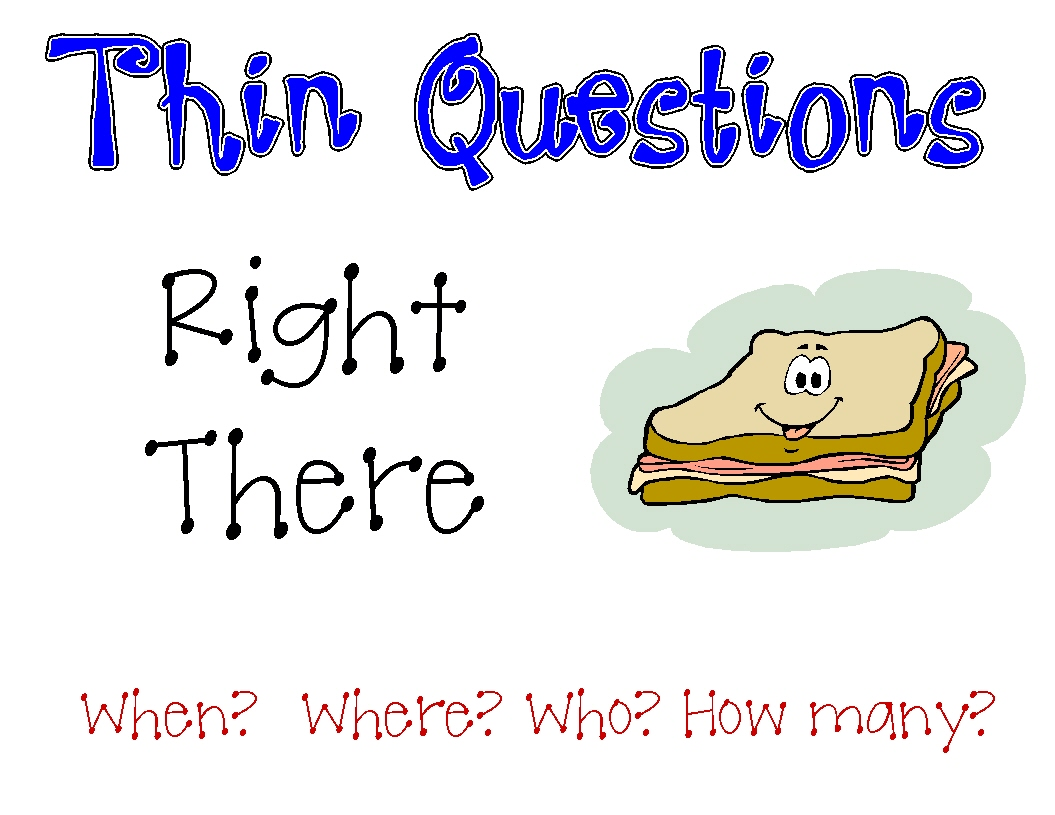 Thin Questions
Right
There
When? Where? Who? How many?